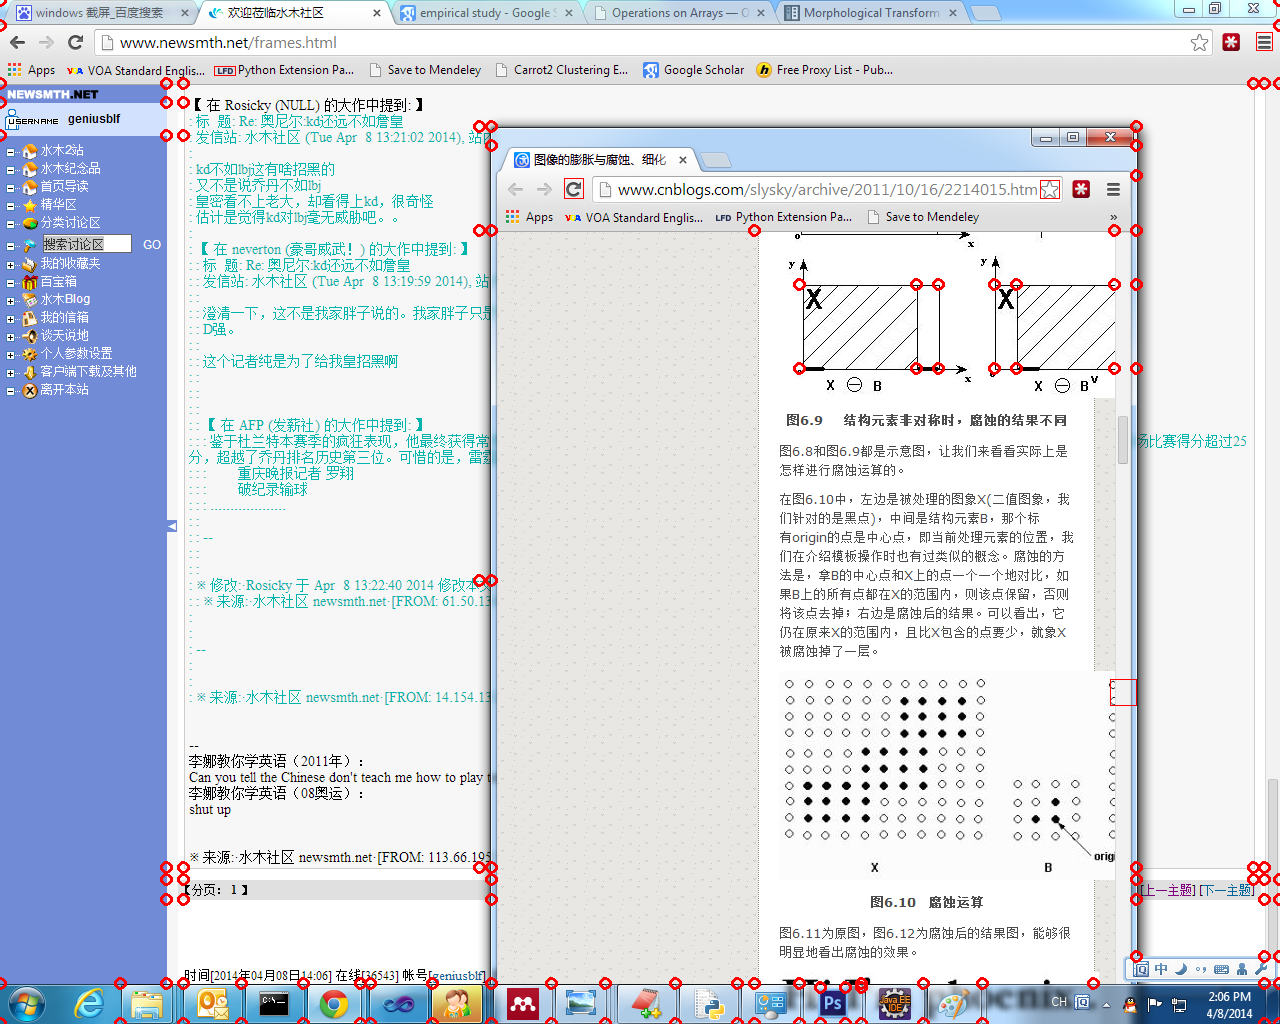 windows 截屏_百度搜索
欢迎莅临水木社区
empirical study - Google S
Operations on Arrays — O
Morphological Transform
www.newsmth.net/frames.html
Apps
VOA Standard Englis...
Python Extension Pa...
Save to Mendeley
Carrot2 Clustering E...
Google Scholar
Free Proxy List - Pub...
NEWSMTH.NET
USERNAME geniusblf
水木2站
水木纪念品
首页导读
精华区
分类讨论区
搜索讨论区 GO
我的收藏夹
百宝箱
水木Blog
我的信箱
谈天说地
个人参数设置
客户端下载及其他
离开本站
【 在 Rosicky (NULL) 的大作中提到: 】
: 标 题: Re: 奥尼尔:kd还远不如詹皇
: 发信站: 水木社区 (Tue Apr 8 13:21:02 2014), 站
:
: kd不如lbj这有啥招黑的
: 又不是说乔丹不如lbj
: 皇密看不上老大，却看得上kd，很奇怪
: 估计是觉得kd对lbj毫无威胁吧。。
:
: 【 在 neverton (豪哥威武！) 的大作中提到: 】
: : 标 题: Re: 奥尼尔:kd还远不如詹皇
: : 发信站: 水木社区 (Tue Apr 8 13:19:59 2014), 站
: :
: : 澄清一下，这不是我家胖子说的。我家胖子只是
: : D强。
: :
: : 这个记者纯是为了给我皇招黑啊
: :
: :
: :
: : 【 在 AFP (发薪社) 的大作中提到: 】
: : : 鉴于杜兰特本赛季的疯狂表现，他最终获得常
场比赛得分超过25
分，超越了乔丹排名历史第三位。可惜的是，雷霆
: : : 重庆晚报记者 罗翔
: : : 破纪录输球
: : : ...................
: :
: : --
: :
: :
: ※ 修改:·Rosicky 于 Apr 8 13:22:40 2014 修改本文
: : ※ 来源:·水木社区 newsmth.net·[FROM: 61.50.13
:
:
: --
:
:
: ※ 来源:·水木社区 newsmth.net·[FROM: 14.154.13
--
李娜教你学英语（2011年）：
Can you tell the Chinese don't teach me how to play t
李娜教你学英语（08奥运）：
shut up
※ 来源:·水木社区 newsmth.net·[FROM: 113.66.195
【分页: 1 】
[上一主题] [下一主题]
时间[2014年04月08日14:06] 在线[36543] 帐号[geniusblf]
图像的膨胀与腐蚀、细化
www.cnblogs.com/slysky/archive/2011/10/16/2214015.htm
Apps
VOA Standard Englis...
Python Extension Pa...
Save to Mendeley
»
o x
y y
X X
x
X ⊖ B X ⊖ Bv
图6.9 结构元素非对称时，腐蚀的结果不同
图6.8和图6.9都是示意图，让我们来看看实际上是
怎样进行腐蚀运算的。
在图6.10中，左边是被处理的图象X(二值图象，我
们针对的是黑点)，中间是结构元素B，那个标
有origin的点是中心点，即当前处理元素的位置，我
们在介绍模板操作时也有过类似的概念。腐蚀的方
法是，拿B的中心点和X上的点一个一个地对比，如
果B上的所有点都在X的范围内，则该点保留，否则
将该点去掉；右边是腐蚀后的结果。可以看出，它
仍在原来X的范围内，且比X包含的点要少，就象X
被腐蚀掉了一层。
origi
X B
图6.10 腐蚀运算
图6.11为原图，图6.12为腐蚀后的结果图，能够很
明显地看出腐蚀的效果。
phoenix.
中
CH
2:06 PM
4/8/2014